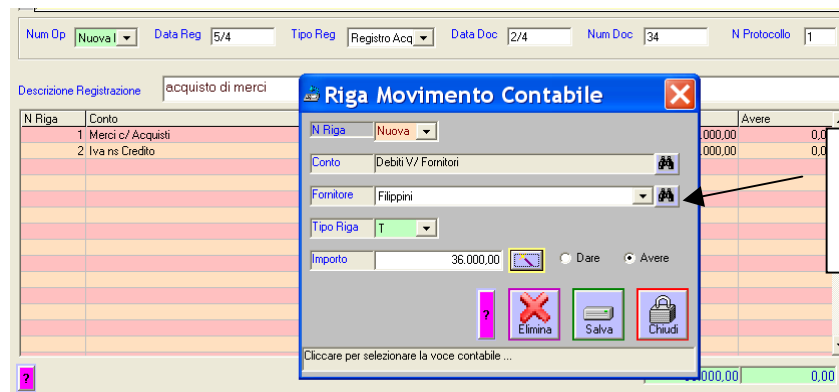 Num Op Nuova Data Reg 5/4 Tipo Reg Registro Acq Data Doc 2/4 Num Doc 34 N Protocollo 1
Descrizione Registrazione acquisto di merci
Riga Movimento Contabile
N Riga Conto Avere
1 Merci c/ Acquisti .000,00 0,0
2 Iva ns Credito .000,00 0,0
N Riga Nuova
Conto Debiti V/ Fornitori
Fornitore Filippini
Tipo Riga T
Importo 36.000,00 Dare Avere
? Elimina Salva Chiudi
Cliccare per selezionare la voce contabile ...
? 000,00 0,00